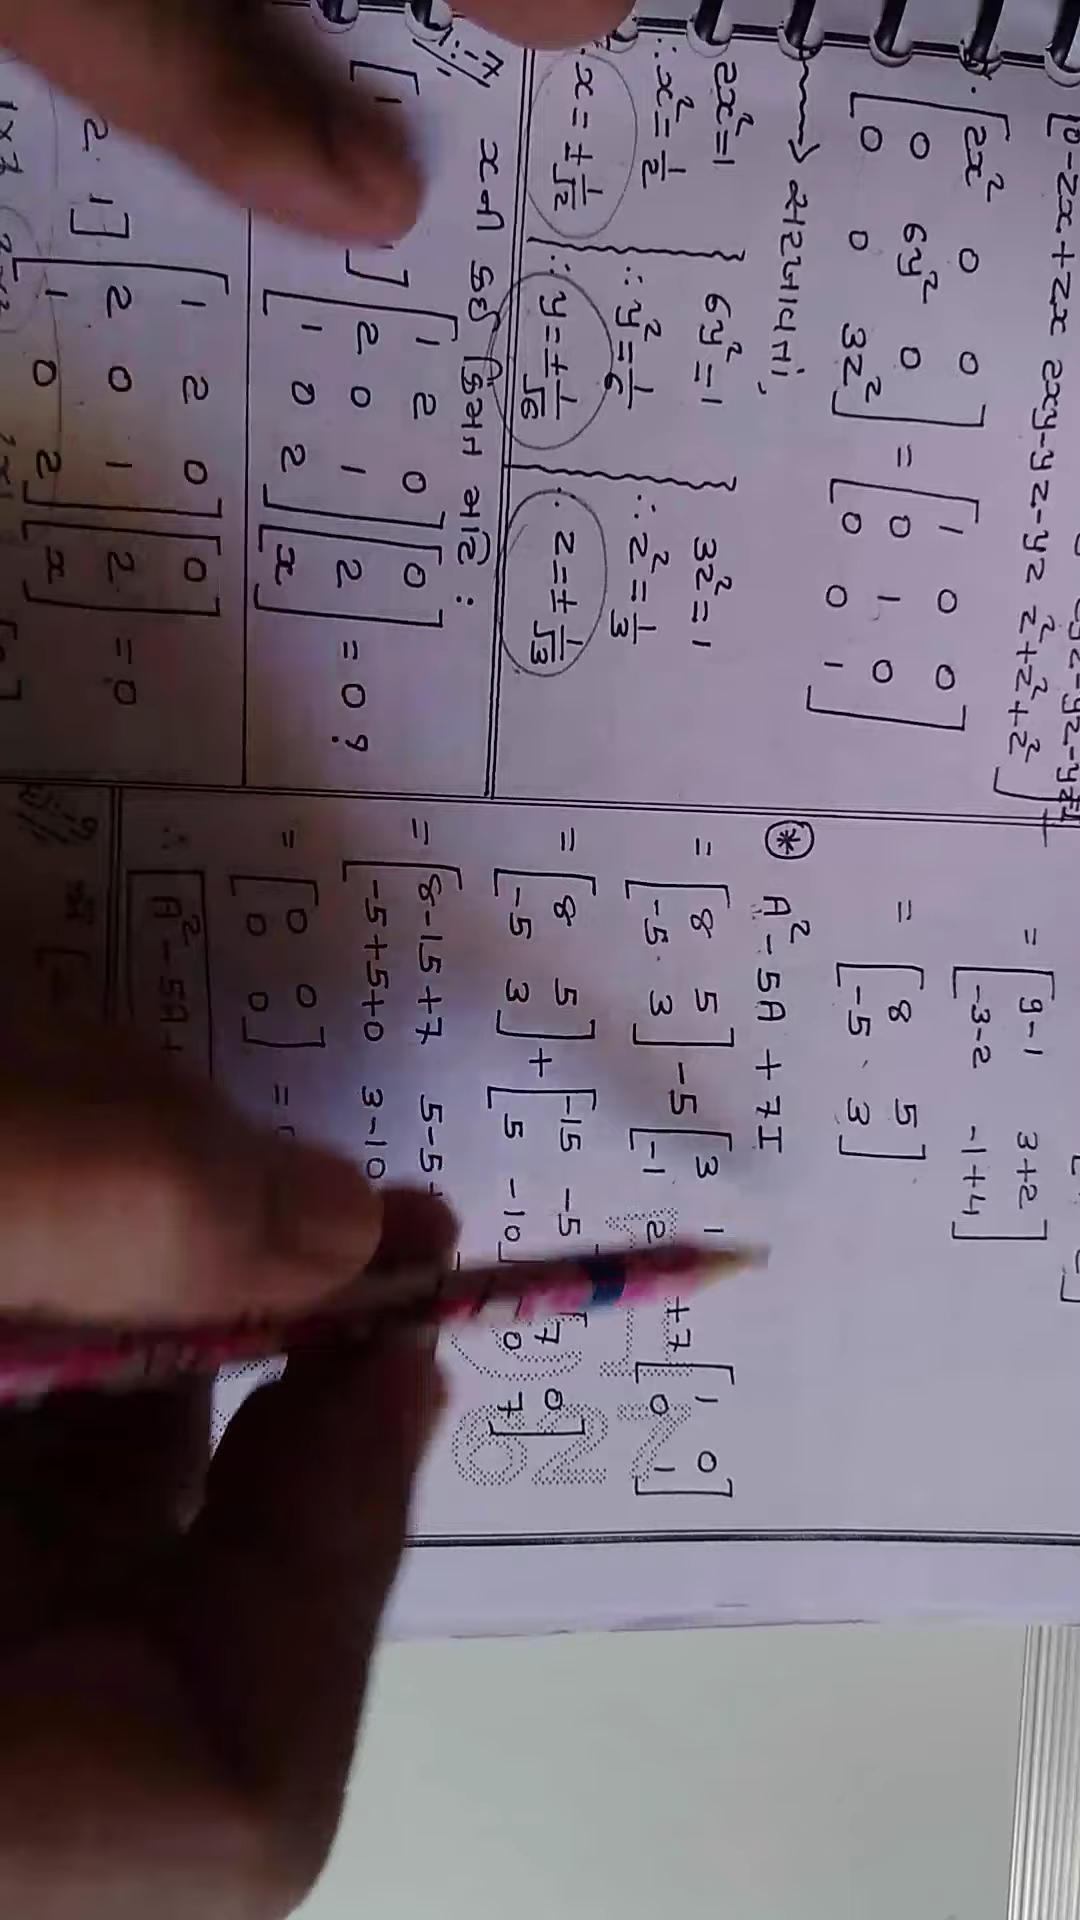 [0-2x+2x 2xy-yz-yz z²+z²+z²]
[2x² 0 0
0 6y² 0
0 0 3z²] = [1 0 0
0 1 0
0 0 1]
→ સરખાવતાં,
2x²=1 6y²=1 3z²=1
∴ x²=1/2 ∴ y²=1/6 ∴ z²=1/3
∴ x=±1/√2 ∴ y=±1/√6 ∴ z=±1/√3
x ની કઈ કિંમત માટે :
[1 ] [1 2 0
2 0 1
1 0 2] [0
2
x] = 0 ?
2 1] [1 2 0
2 0 1
1 0 2] [0
2
x] = 0
= [9-1 3+2
-3-2 -1+4]
= [8 5
-5 3]
* A²-5A+7I
= [8 5
-5 3] -5 [3 1
-1 2 +7 [1 0
0 1]
= [8 5
-5 3] + [-15 -5
5 -10] [7 0
0 7]
= [8-15+7 5-5
-5+5+0 3-10
= [0 0
0 0] =
∴ A²-5A+